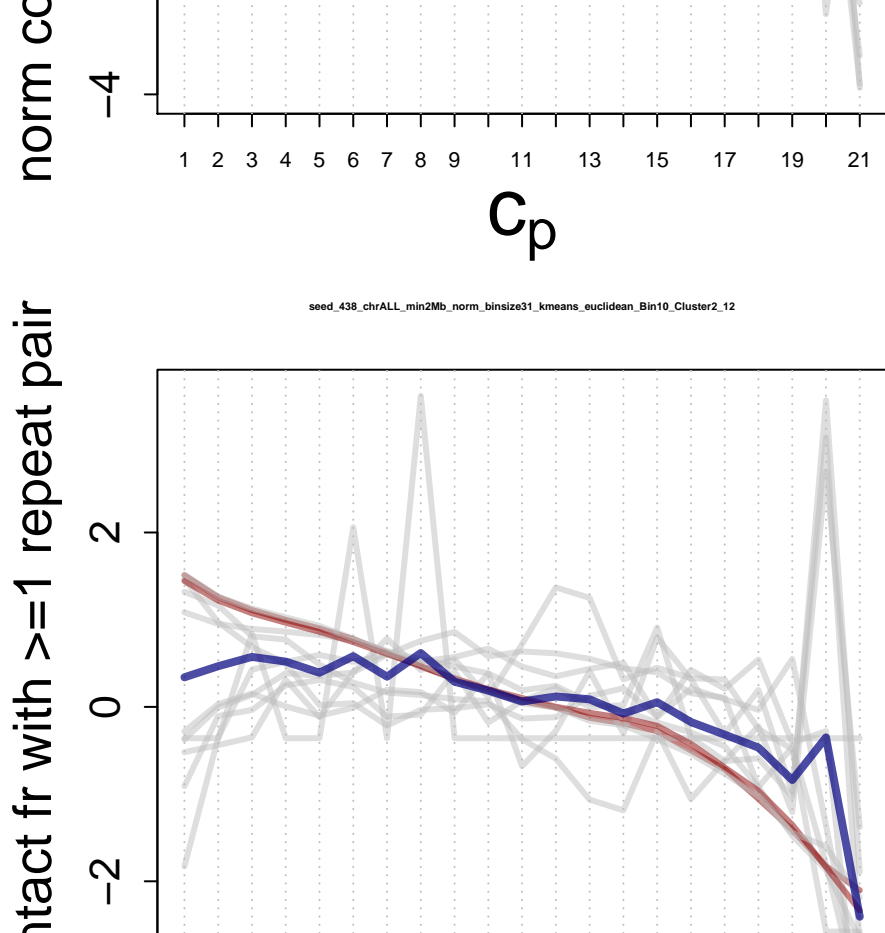 norm co
−4
1 2 3 4 5 6 7 8 9 11 13 15 17 19 21
cp
seed_438_chrALL_min2Mb_norm_binsize31_kmeans_euclidean_Bin10_Cluster2_12
ntact fr with >=1 repeat pair
2
0
−2